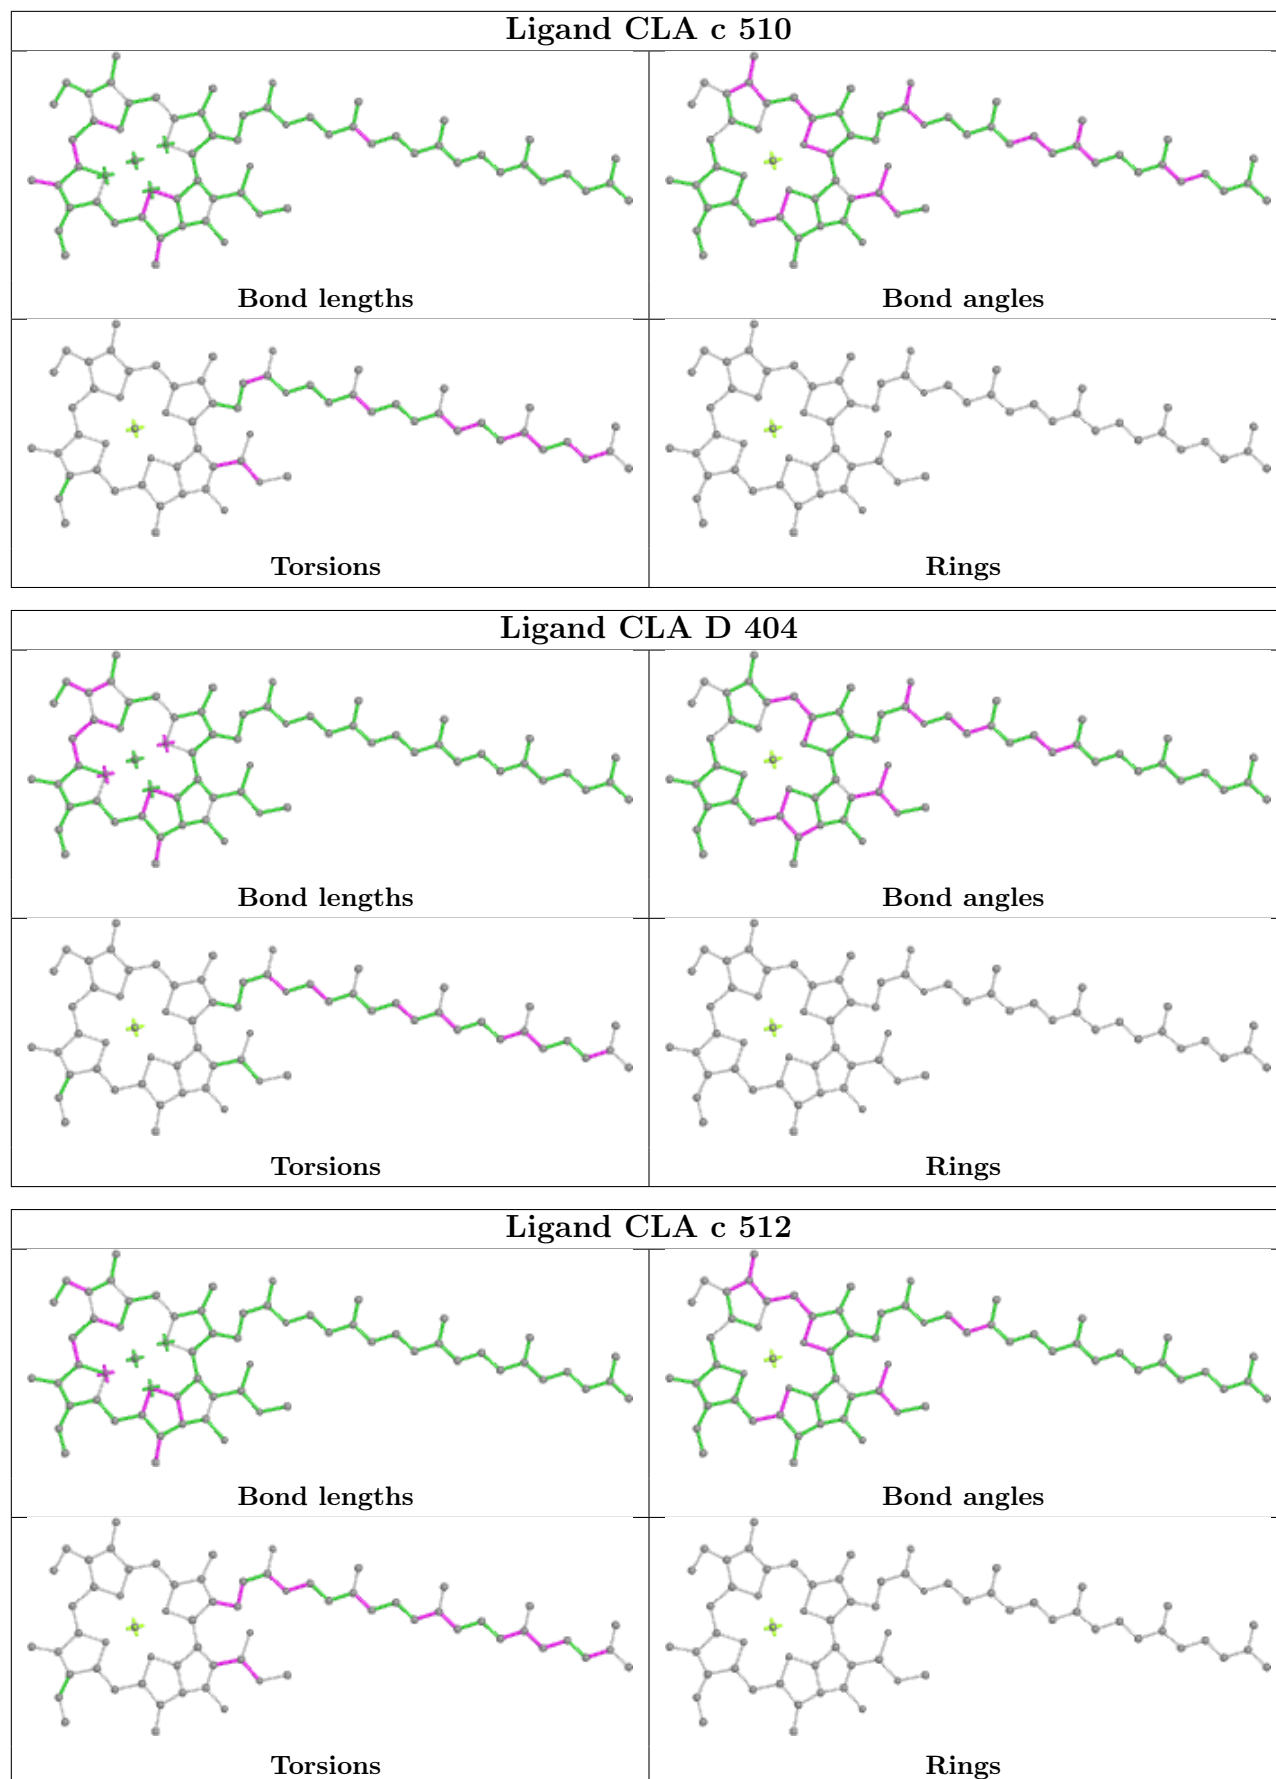 Ligand CLA c 510
Bond lengths
Bond angles
Torsions
Rings
Ligand CLA D 404
Bond lengths
Bond angles
Torsions
Rings
Ligand CLA c 512
Bond lengths
Bond angles
Torsions
Rings